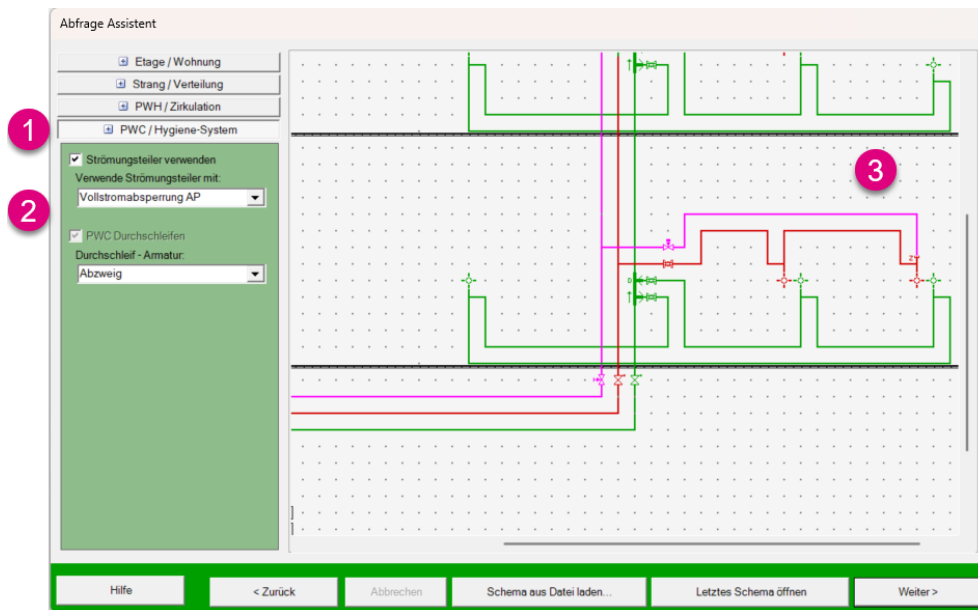 Abfrage Assistent
Etage / Wohnung
Strang / Verteilung
PWH / Zirkulation
1
PWC / Hygiene-System
Strömungsteiler verwenden
Verwende Strömungsteiler mit:
2
Vollstromabsperrung AP
PWC Durchschleifen
Durchschleif - Armatur:
Abzweig
3
Hilfe
< Zurück
Abbrechen
Schema aus Datei laden...
Letztes Schema öffnen
Weiter >